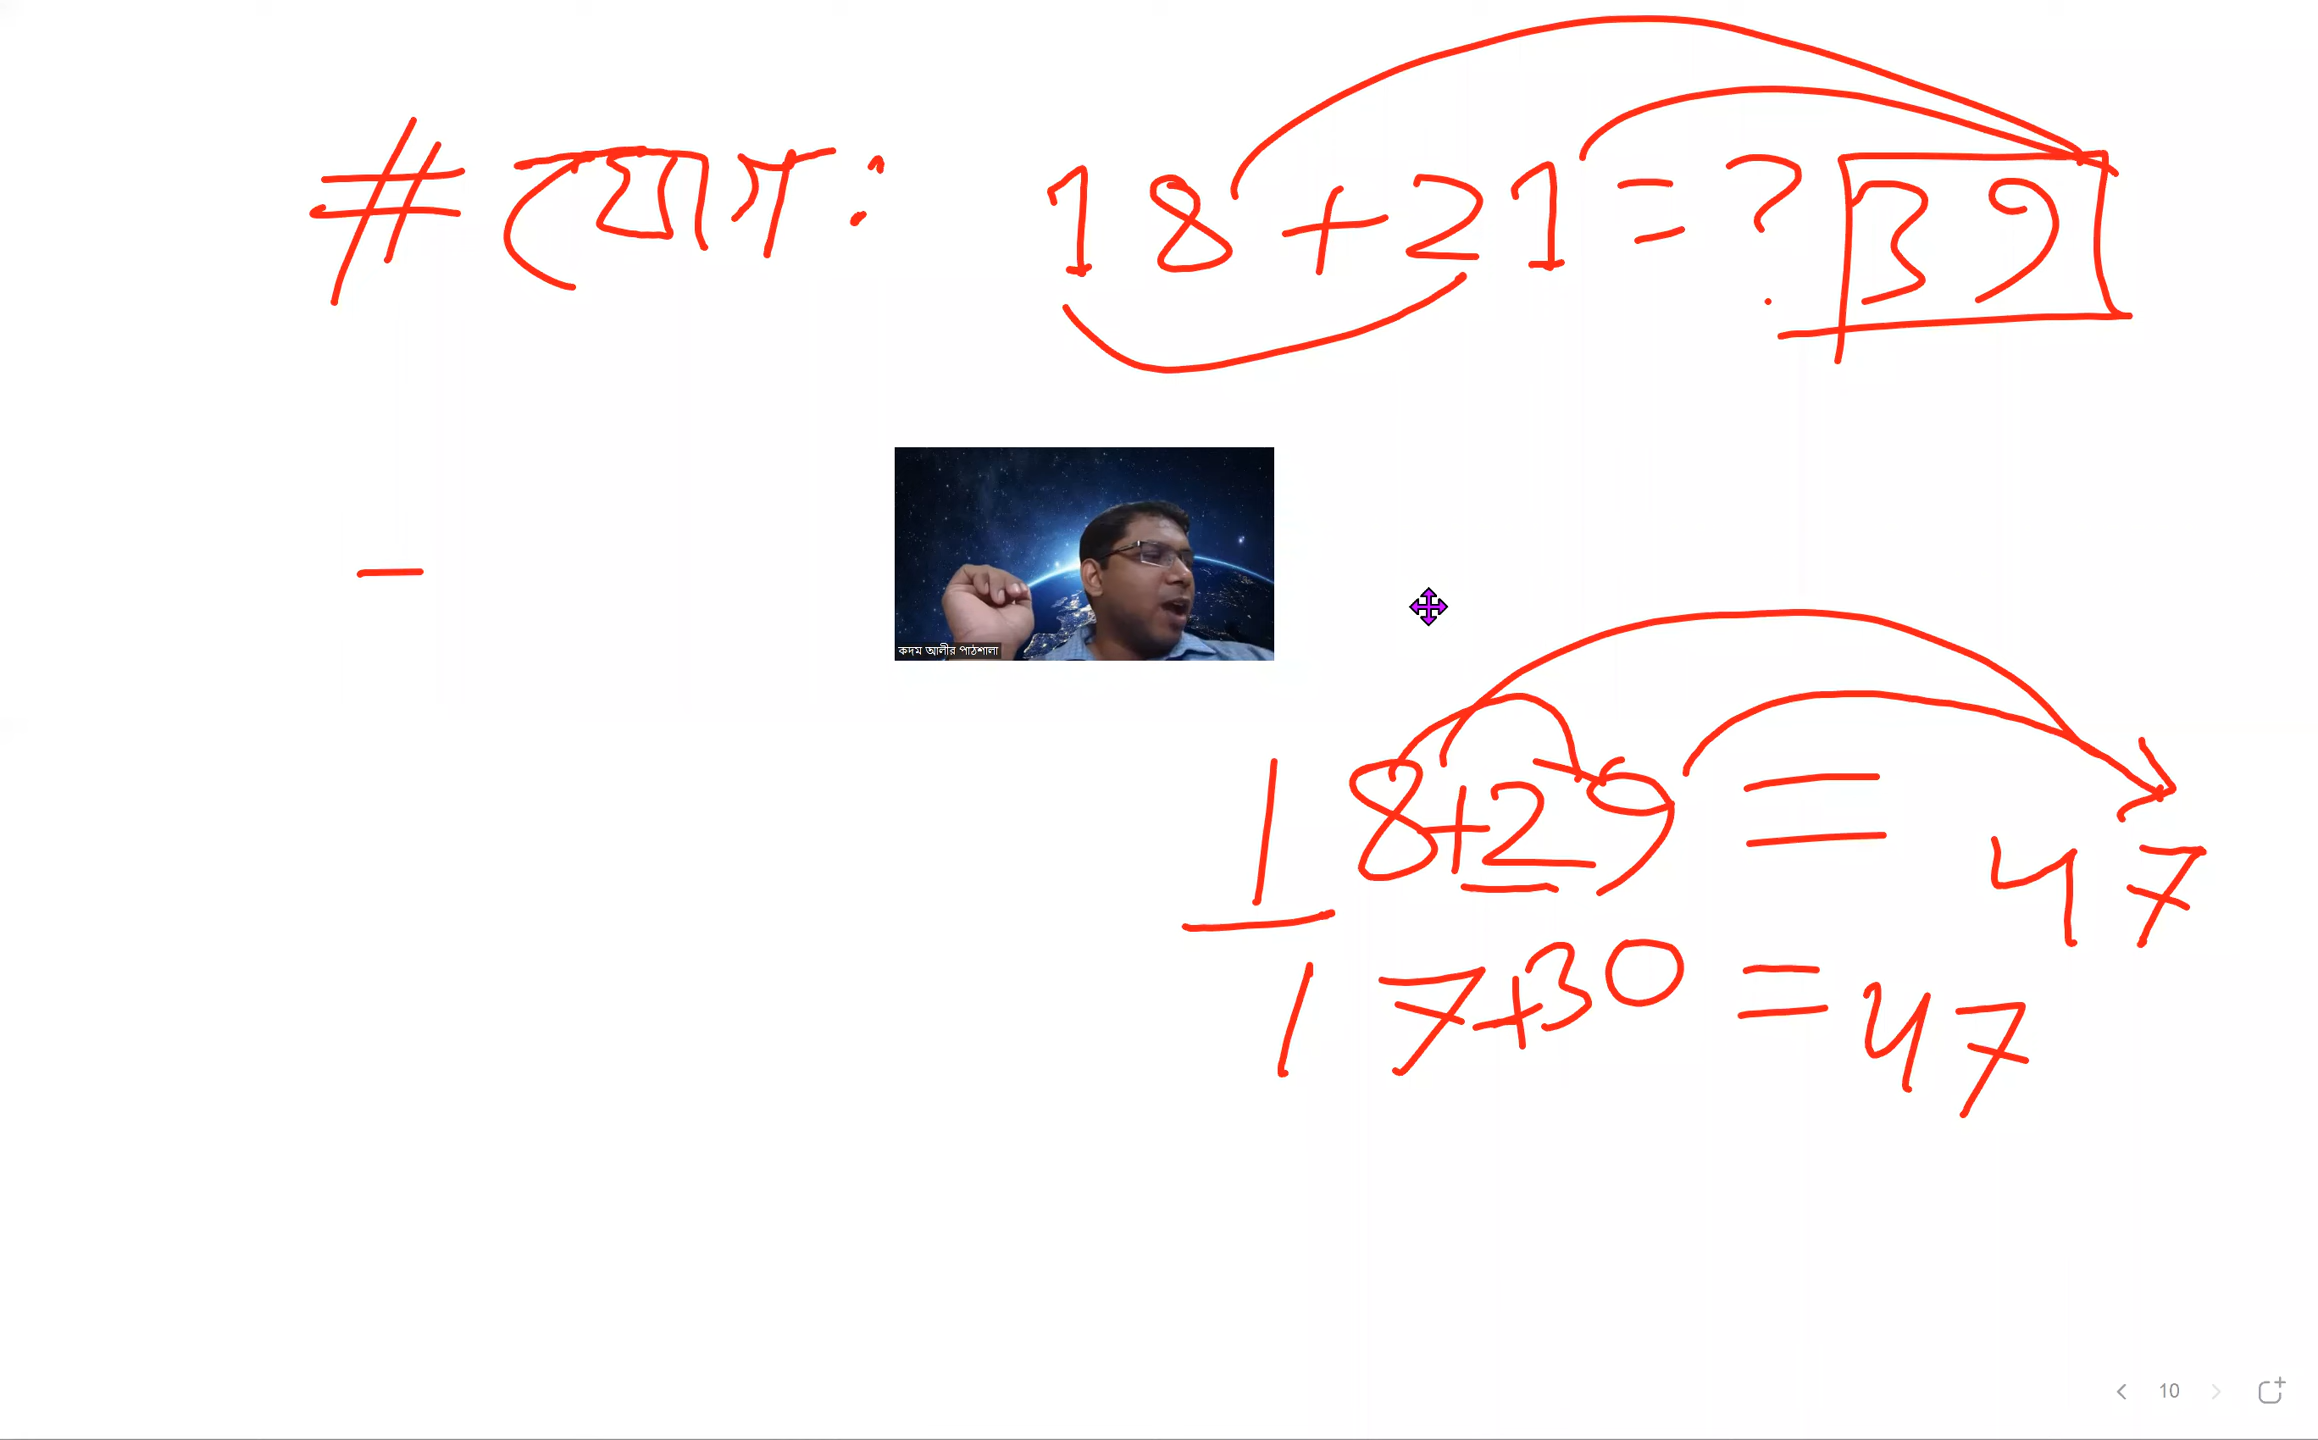 # যোগ: 18+21=? 39
কদম আলীর পাঠশালা
—
18+29 = 47
17+30 = 47
10